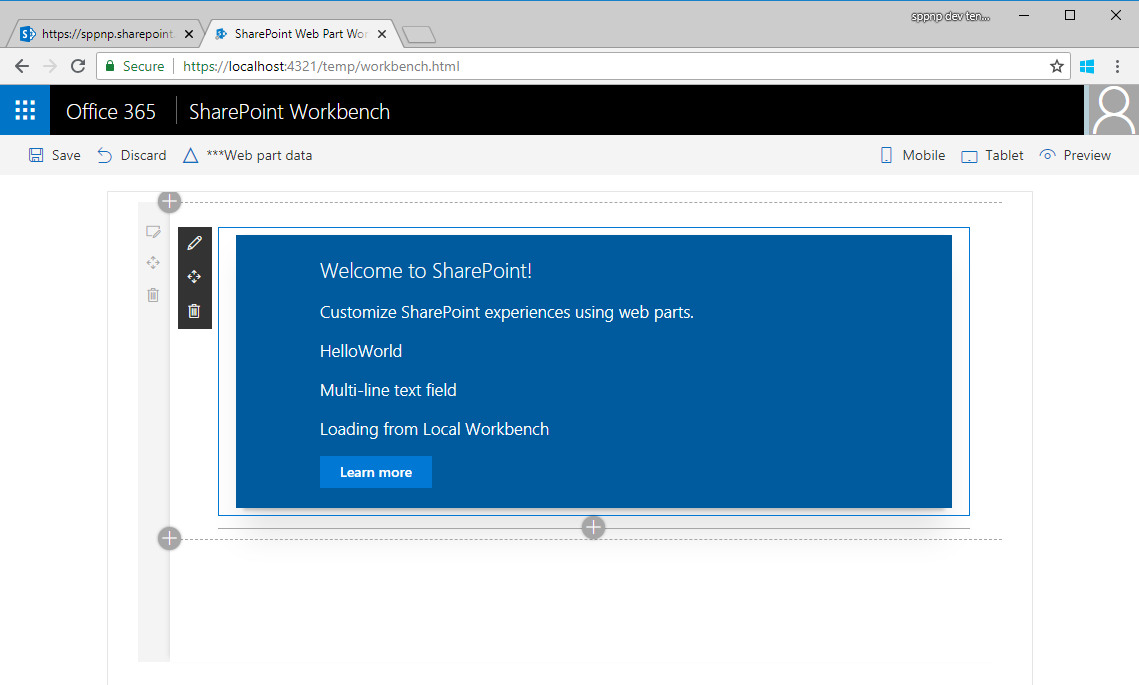 sppnp dev ten...
https://sppnp.sharepoint.
SharePoint Web Part Wor
Secure
https://localhost:4321/temp/workbench.html
Office 365
SharePoint Workbench
Save
Discard
***Web part data
Mobile
Tablet
Preview
Welcome to SharePoint!
Customize SharePoint experiences using web parts.
HelloWorld
Multi-line text field
Loading from Local Workbench
Learn more